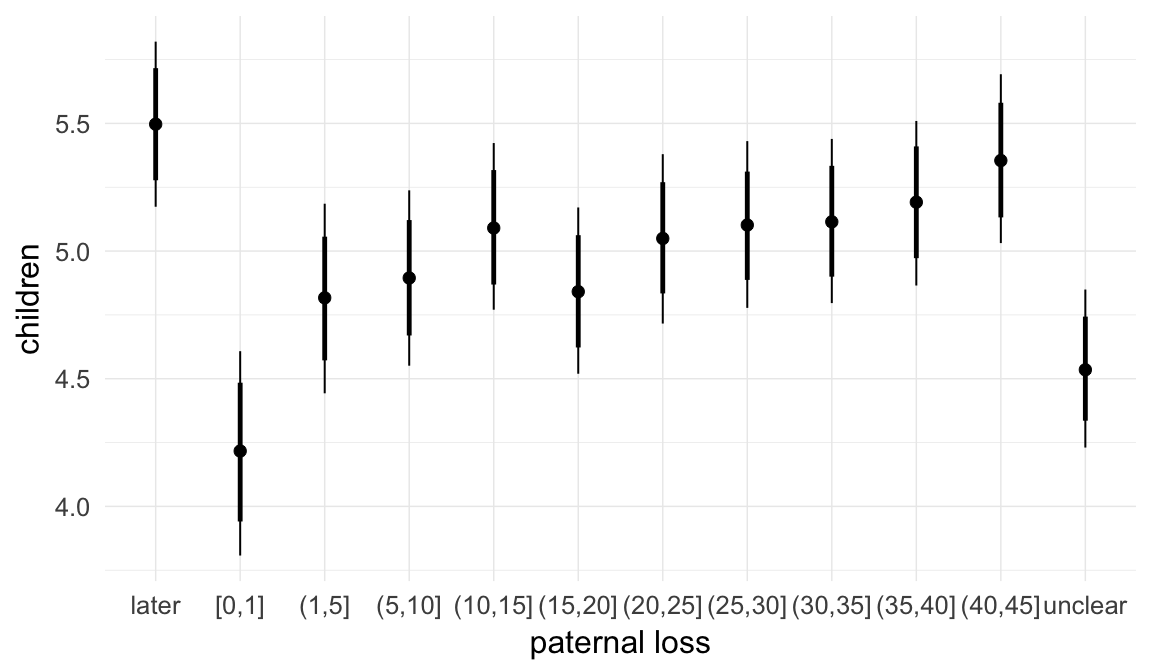 children
5.5
5.0
4.5
4.0
later [0,1] (1,5] (5,10] (10,15] (15,20] (20,25] (25,30] (30,35] (35,40] (40,45] unclear
paternal loss